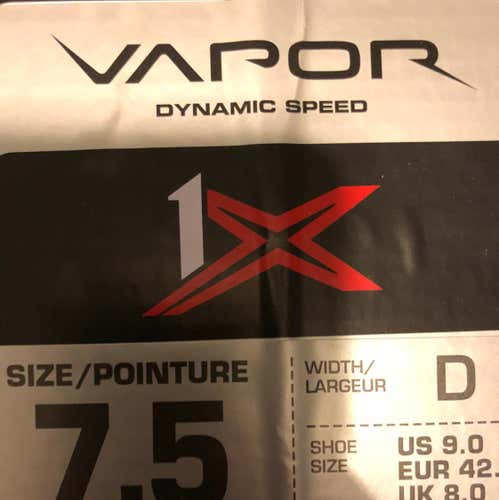 VAPOR
DYNAMIC SPEED
1X
SIZE/POINTURE
7.5
WIDTH/
LARGEUR
D
SHOE
SIZE
US 9.0
EUR 42.
UK 8.0